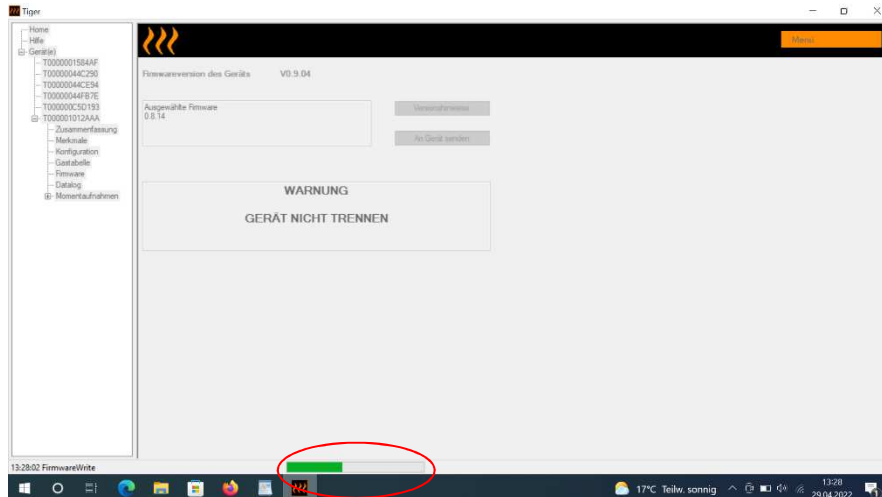 Tiger
Home
Hilfe
Gerät(e)
T0000001584AF
T00000044C290
T00000044CE94
T00000044FB7E
T000000C5D193
T000001012AAA
Zusammenfassung
Merkmale
Konfiguration
Gastabelle
Firmware
Datalog
Momentaufnahmen
Menü
Firmwareversion des Geräts V0.9.04
Ausgewählte Firmware
0.8.14
Versionshinweise
An Gerät senden
WARNUNG
GERÄT NICHT TRENNEN
13:28:02 FirmwareWrite
17°C Teilw. sonnig
13:28
29.04.2022